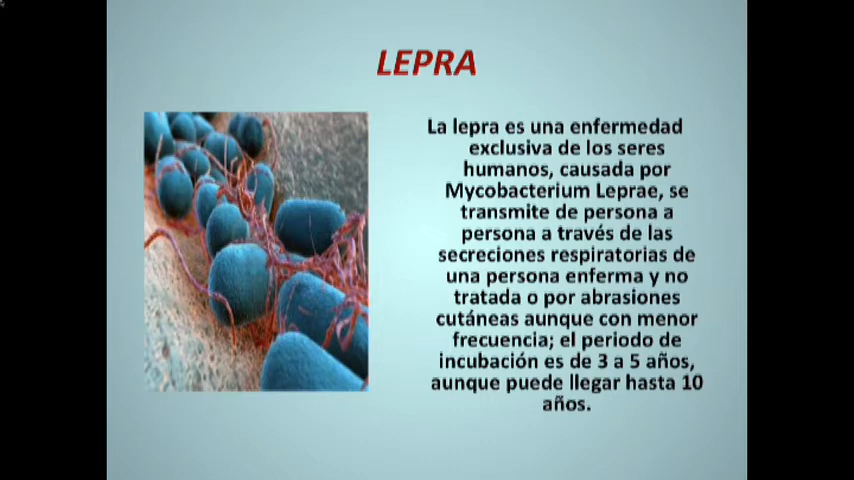 LEPRA
La lepra es una enfermedad
exclusiva de los seres
humanos, causada por
Mycobacterium Leprae, se
transmite de persona a
persona a través de las
secreciones respiratorias de
una persona enferma y no
tratada o por abrasiones
cutáneas aunque con menor
frecuencia; el periodo de
incubación es de 3 a 5 años,
aunque puede llegar hasta 10
años.